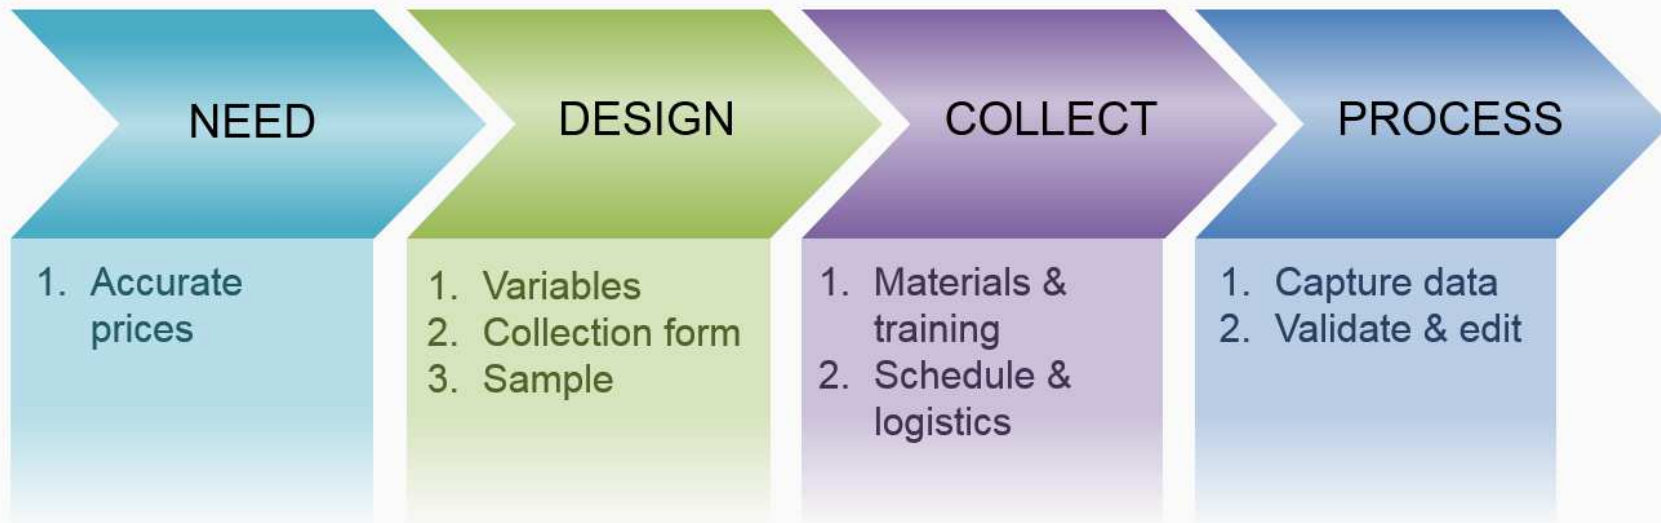 NEED
1. Accurate
prices
DESIGN
1. Variables
2. Collection form
3. Sample
COLLECT
1. Materials &
training
2. Schedule &
logistics
PROCESS
1. Capture data
2. Validate & edit